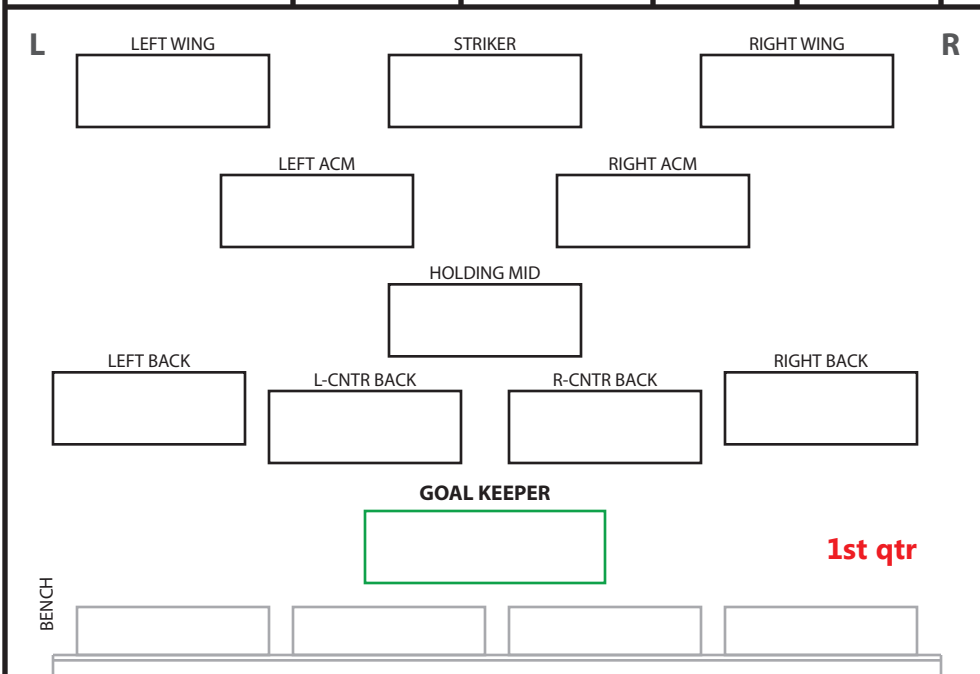 L
LEFT WING
STRIKER
RIGHT WING
R
LEFT ACM
RIGHT ACM
HOLDING MID
LEFT BACK
L-CNTR BACK
R-CNTR BACK
RIGHT BACK
GOAL KEEPER
1st qtr
BENCH